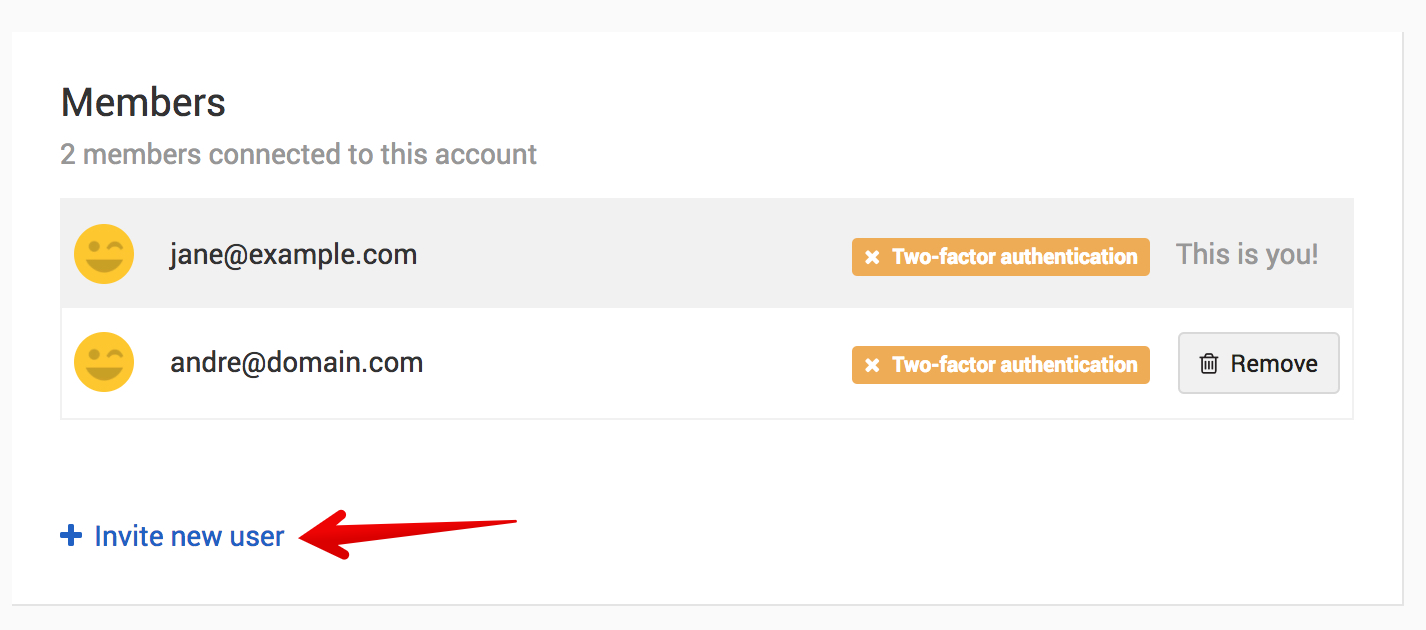 Members
2 members connected to this account
jane@example.com Two-factor authentication This is you!
andre@domain.com Two-factor authentication Remove
Invite new user